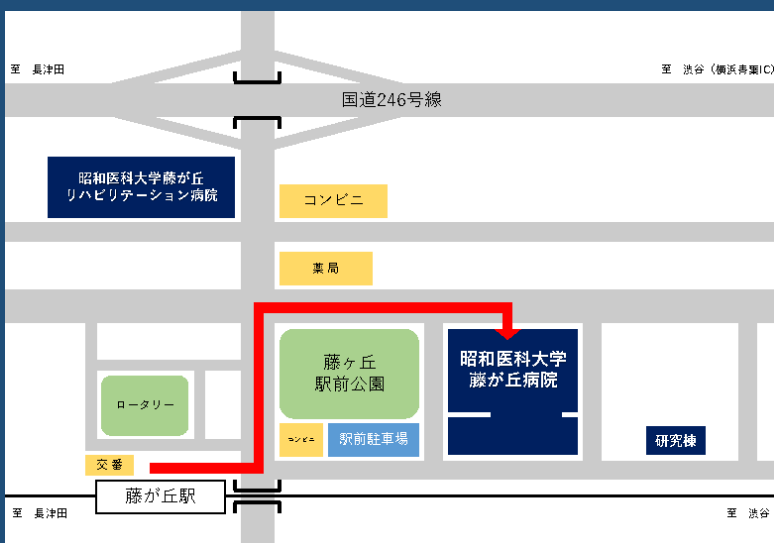 至 長津田
至 渋谷（横浜青葉IC）
国道246号線
昭和医科大学藤が丘
リハビリテーション病院
コンビニ
薬局
藤ヶ丘
駅前公園
昭和医科大学
藤が丘病院
ロータリー
コンビニ
駅前駐車場
研究棟
交番
藤が丘駅
至 長津田
至 渋谷